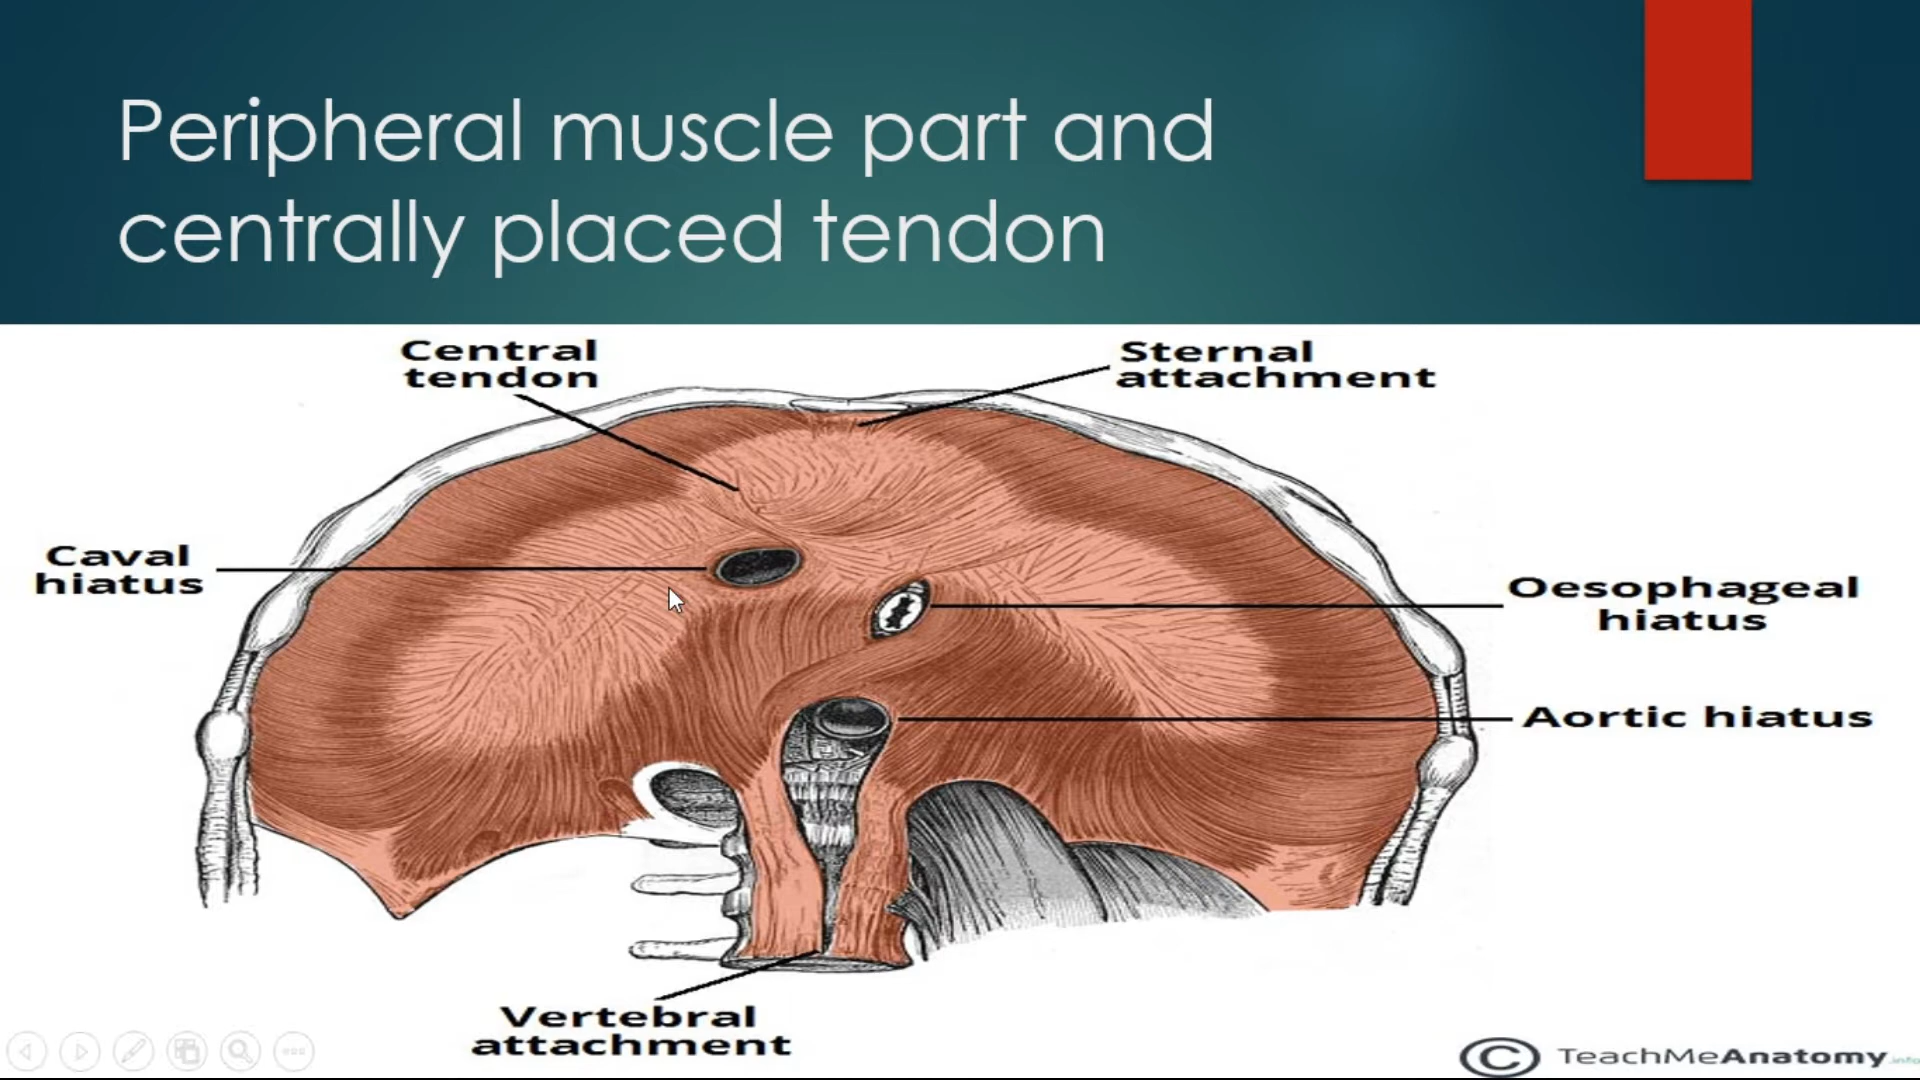 Peripheral muscle part and
centrally placed tendon
Central
tendon
Sternal
attachment
Caval
hiatus
Oesophageal
hiatus
Aortic hiatus
Vertebral
attachment
© TeachMeAnatomy.info